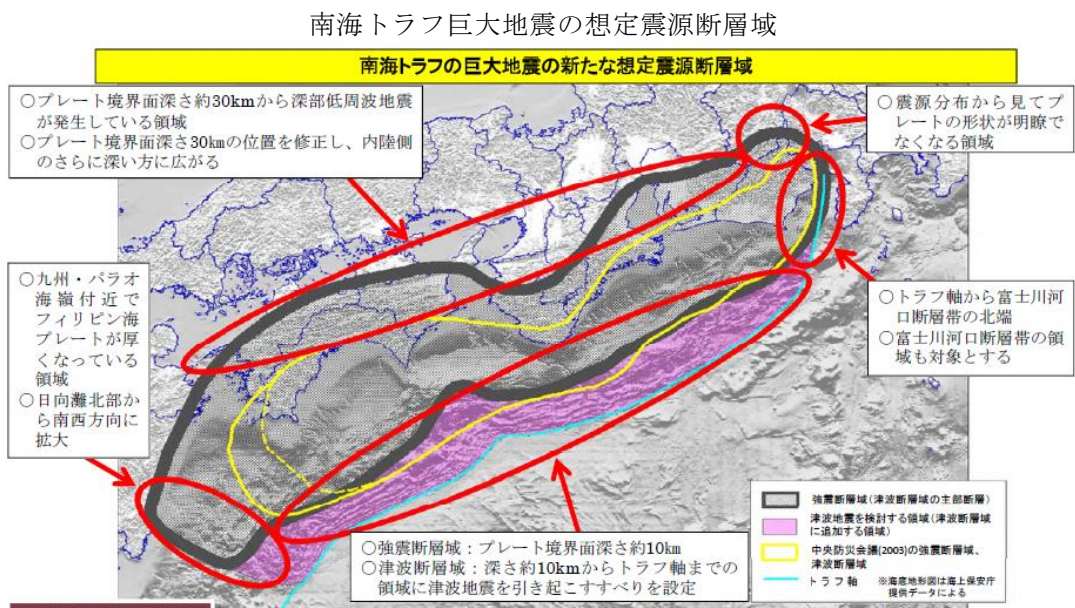 南海トラフ巨大地震の想定震源断層域
南海トラフの巨大地震の新たな想定震源断層域
○プレート境界面深さ約30kmから深部低周波地震
が発生している領域
○プレート境界面深さ30㎞の位置を修正し、内陸側
のさらに深い方に広がる
○震源分布から見てプ
レートの形状が明瞭で
なくなる領域
○九州・パラオ
海嶺付近で
フィリピン海
プレートが厚
くなっている
領域
○日向灘北部か
ら南西方向に
拡大
○トラフ軸から富士川河
口断層帯の北端
○富士川河口断層帯の領
域も対象とする
○強震断層域：プレート境界面深さ約10㎞
○津波断層域：深さ約10kmからトラフ軸までの
領域に津波地震を引き起こすすべりを設定
強震断層域(津波断層域の主部断層)
津波地震を検討する領域(津波断層域
に追加する領域)
中央防災会議(2003)の強震断層域、
津波断層域
トラフ軸
※海底地形図は海上保安庁
提供データによる